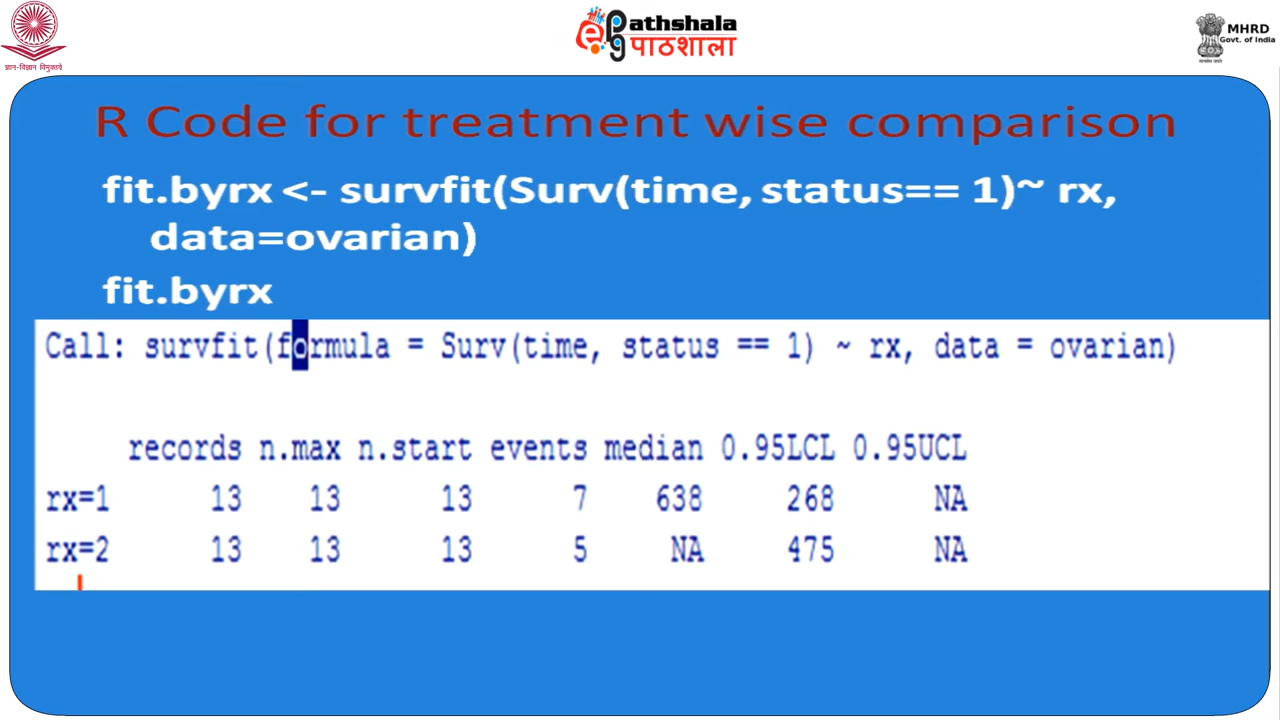 ज्ञान-विज्ञान विमुक्तये
ePG Pathshala
पाठशाला
MHRD
Govt. of India
R Code for treatment wise comparison
fit.byrx <- survfit(Surv(time, status== 1)~ rx,
data=ovarian)
fit.byrx
Call: survfit(formula = Surv(time, status == 1) ~ rx, data = ovarian)
records n.max n.start events median 0.95LCL 0.95UCL
rx=1 13 13 13 7 638 268 NA
rx=2 13 13 13 5 NA 475 NA